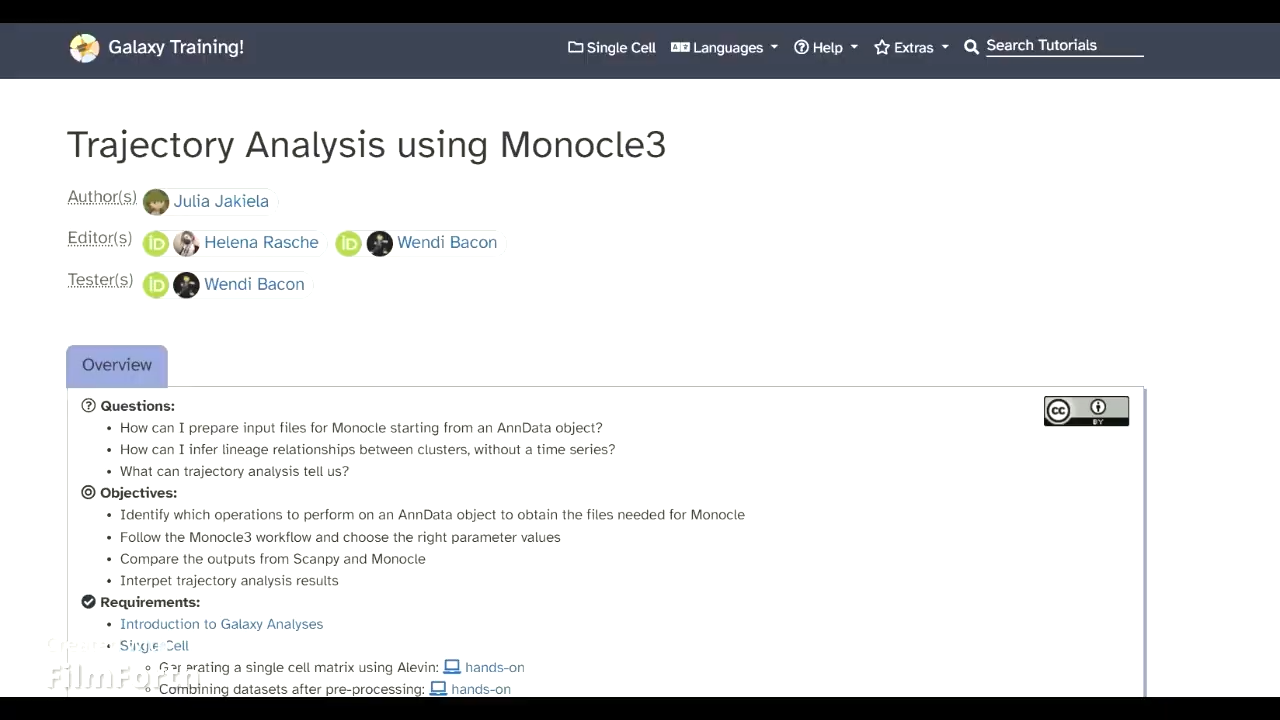 Galaxy Training!
Single Cell Languages Help Extras Search Tutorials
Trajectory Analysis using Monocle3
Author(s) Julia Jakiela
Editor(s) iD Helena Rasche iD Wendi Bacon
Tester(s) iD Wendi Bacon
Overview
Questions:
• How can I prepare input files for Monocle starting from an AnnData object?
• How can I infer lineage relationships between clusters, without a time series?
• What can trajectory analysis tell us?
cc BY
Objectives:
• Identify which operations to perform on an AnnData object to obtain the files needed for Monocle
• Follow the Monocle3 workflow and choose the right parameter values
• Compare the outputs from Scanpy and Monocle
• Interpet trajectory analysis results
Requirements:
• Introduction to Galaxy Analyses
• Single Cell
Generating a single cell matrix using Alevin: hands-on
Combining datasets after pre-processing: hands-on
FilmForth